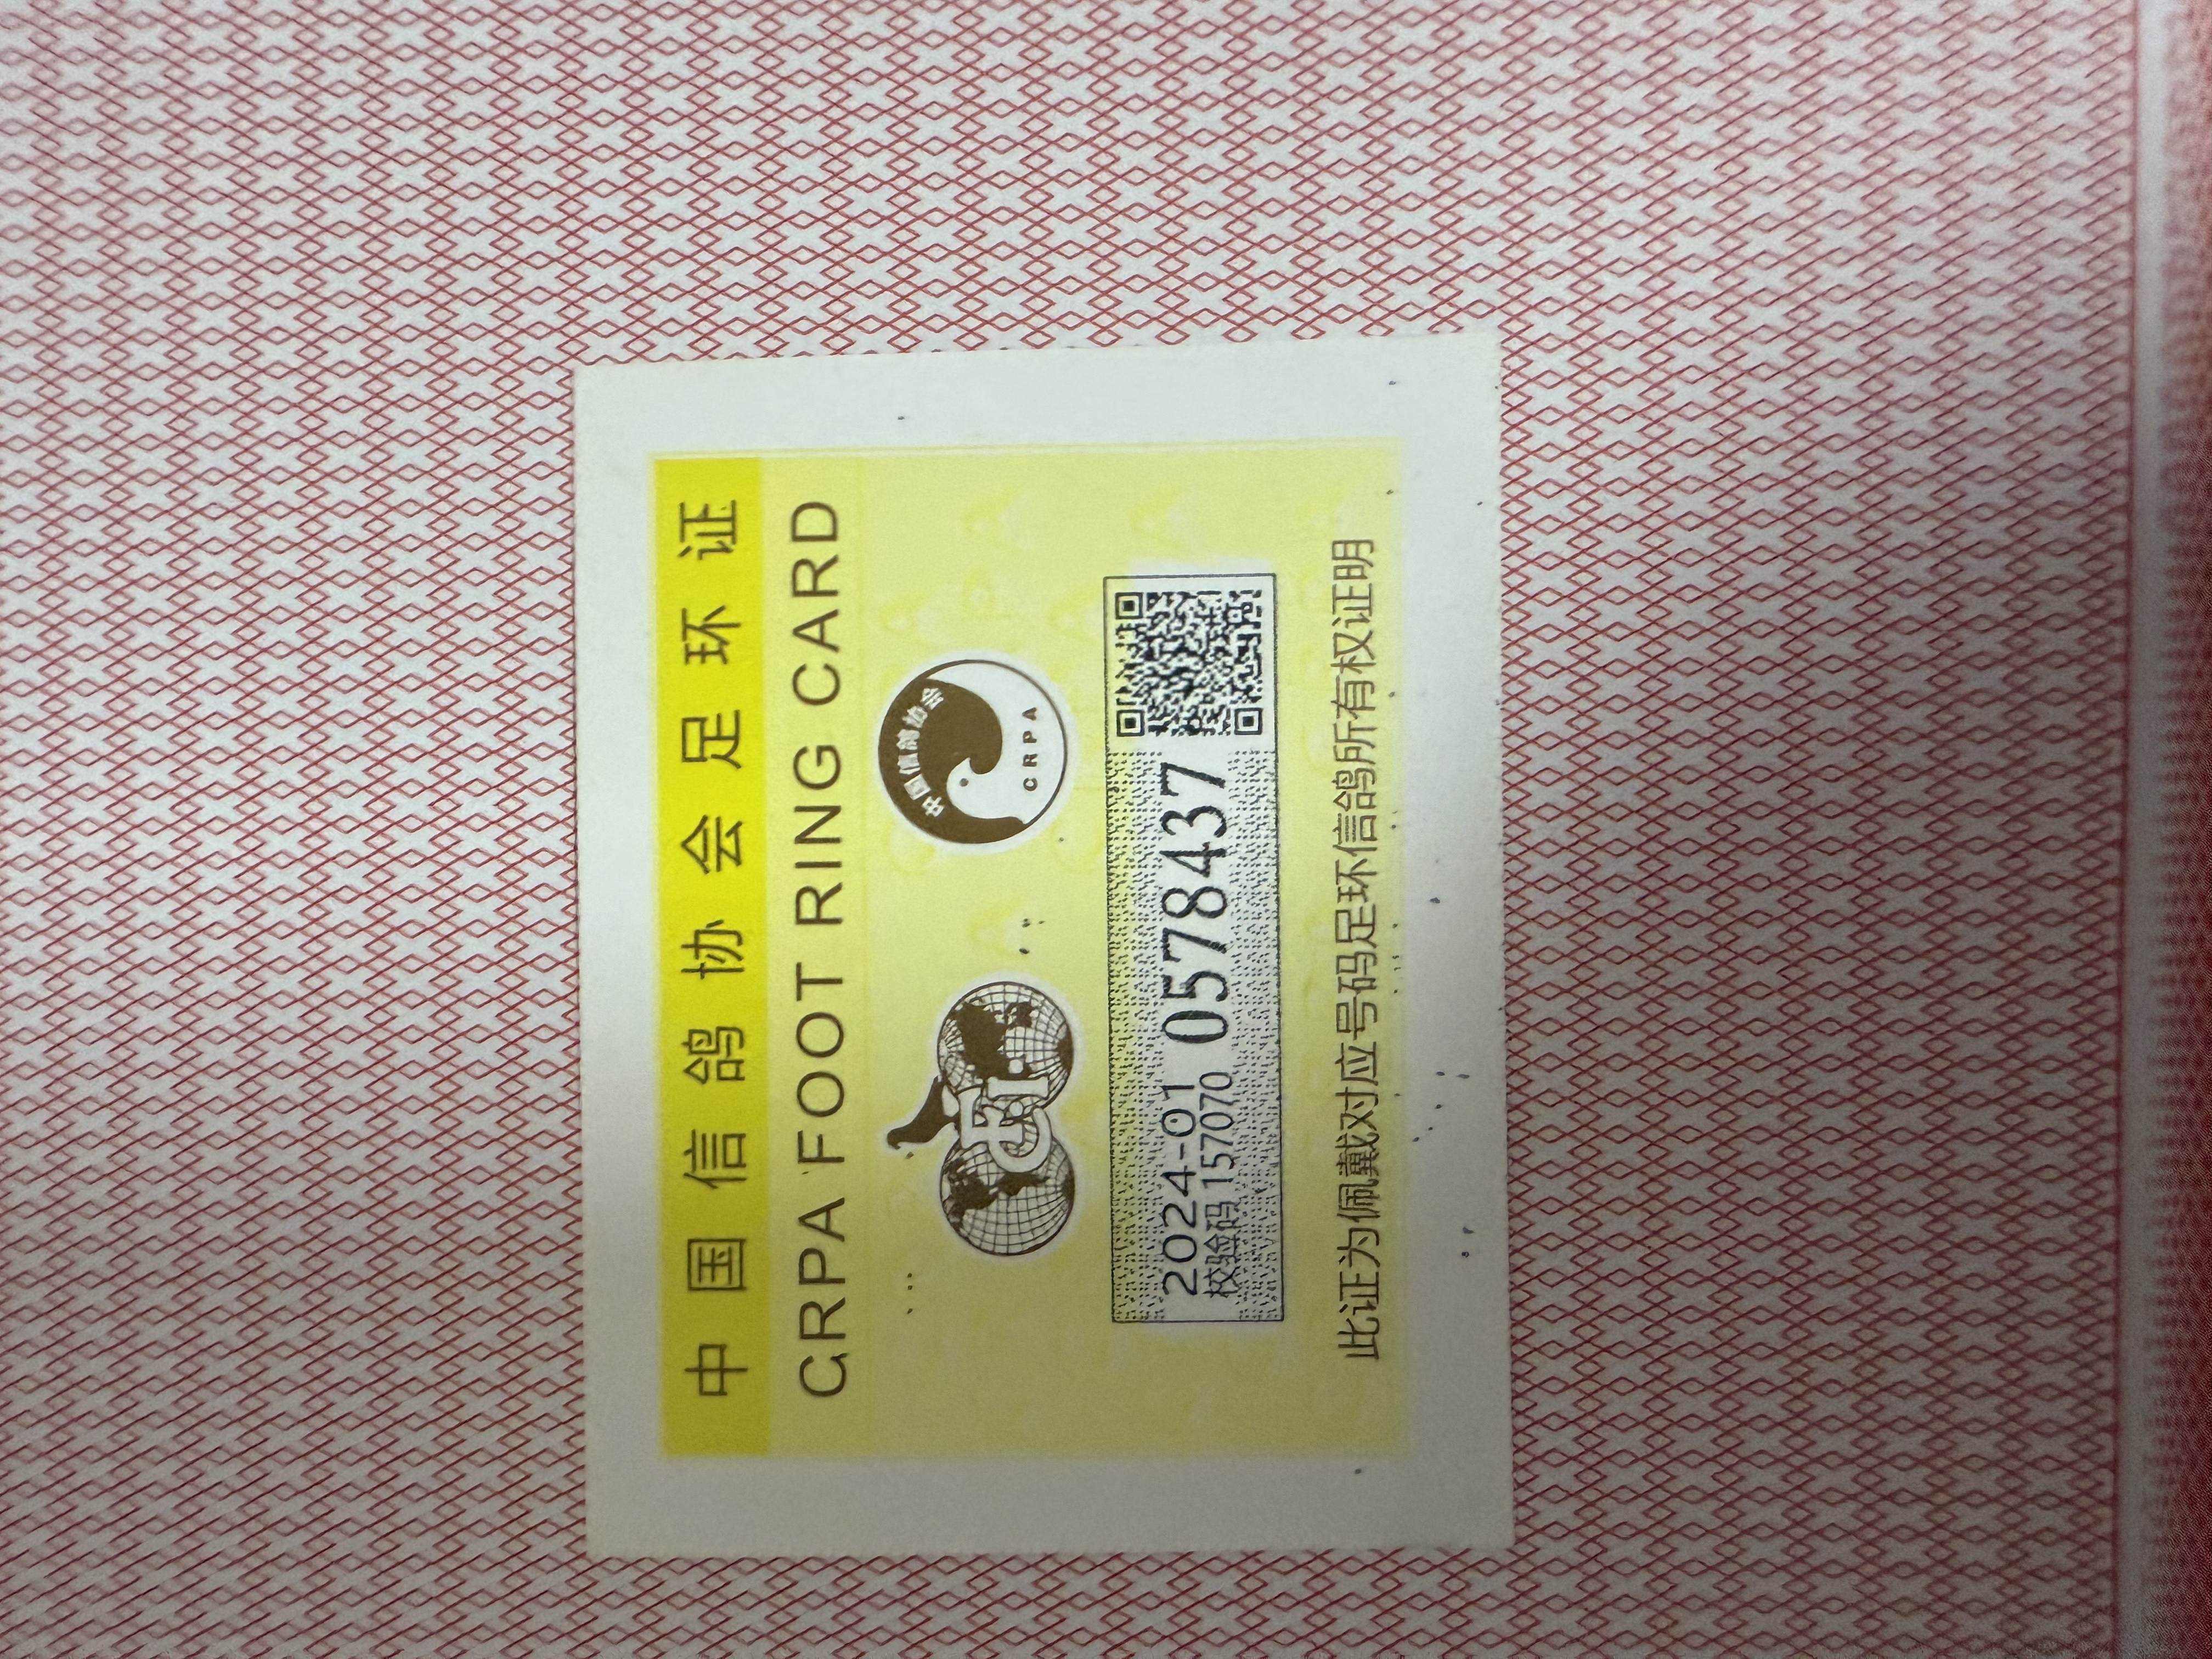 中国信鸽协会足环证
CRPA FOOT RING CARD
FCI
中国信鸽协会
CRPA
2024-01 0578437
校验码 157070
此证为佩戴对应号码足环信鸽所有权证明